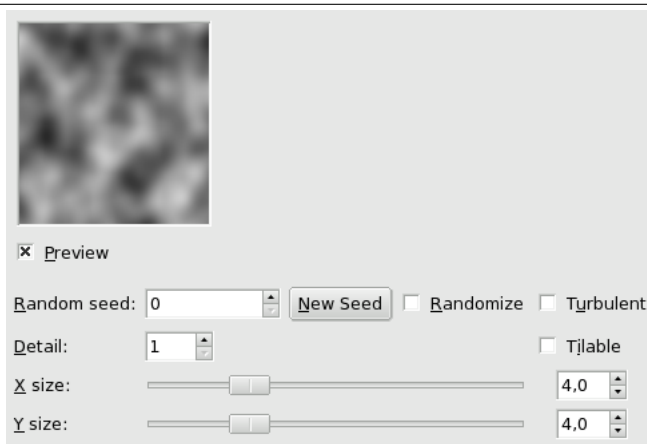 Preview
Random seed: 0 New Seed Randomize Turbulent
Detail: 1 Tilable
X size: 4,0
Y size: 4,0